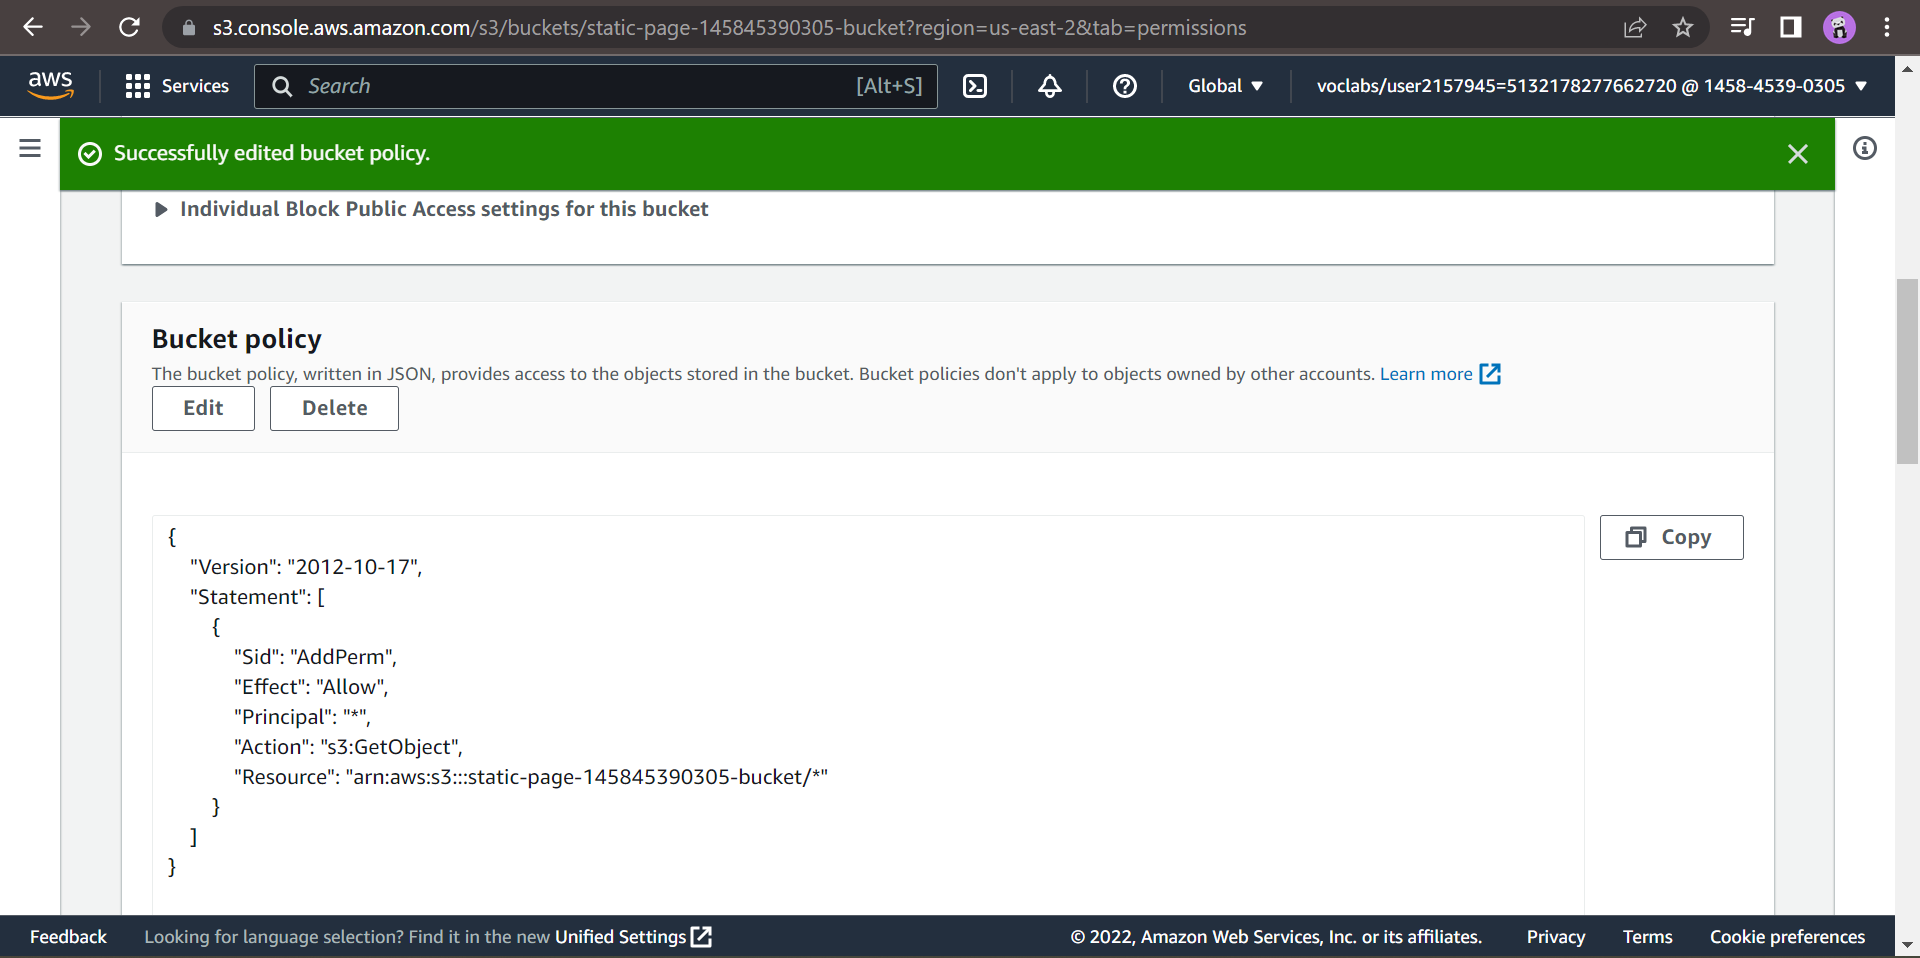 s3.console.aws.amazon.com/s3/buckets/static-page-145845390305-bucket?region=us-east-2&tab=permissions
aws
Services
Search
[Alt+S]
Global
voclabs/user2157945=5132178277662720 @ 1458-4539-0305
Successfully edited bucket policy.
Individual Block Public Access settings for this bucket
Bucket policy
The bucket policy, written in JSON, provides access to the objects stored in the bucket. Bucket policies don't apply to objects owned by other accounts. Learn more
Edit
Delete
Copy
{
"Version": "2012-10-17",
"Statement": [
{
"Sid": "AddPerm",
"Effect": "Allow",
"Principal": "*",
"Action": "s3:GetObject",
"Resource": "arn:aws:s3:::static-page-145845390305-bucket/*"
}
]
}
Feedback
Looking for language selection? Find it in the new Unified Settings
© 2022, Amazon Web Services, Inc. or its affiliates.
Privacy
Terms
Cookie preferences